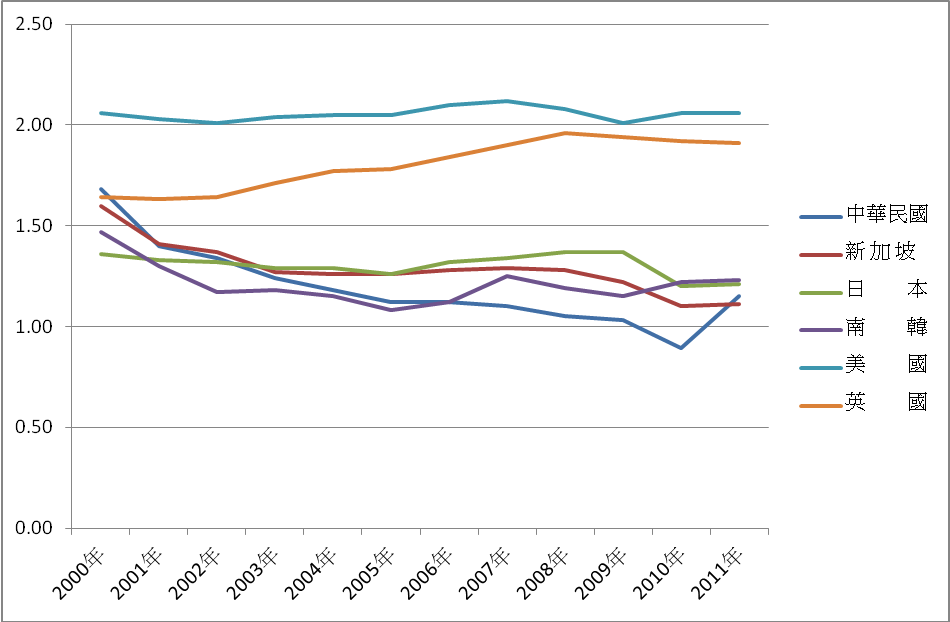 2.50
2.00
1.50
1.00
0.50
0.00
2000年
2001年
2002年
2003年
2004年
2005年
2006年
2007年
2008年
2009年
2010年
2011年
中華民國
新加坡
日　　本
南　　韓
美　　國
英　　國